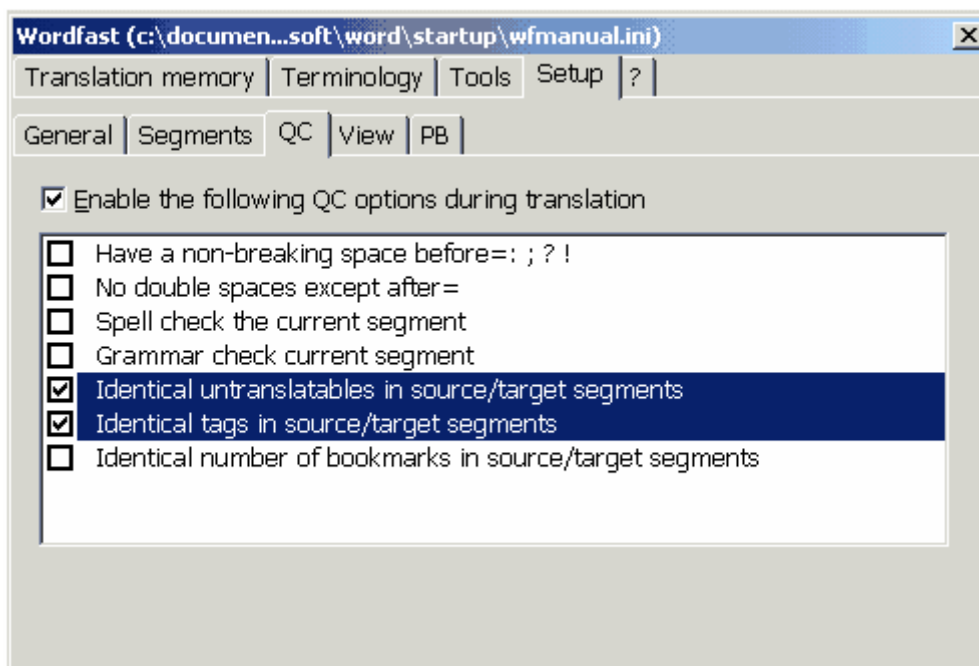 Wordfast (c:\documen...soft\word\startup\wfmanual.ini)
Translation memory Terminology Tools Setup ?
General Segments QC View PB
Enable the following QC options during translation
Have a non-breaking space before=: ; ? !
No double spaces except after=
Spell check the current segment
Grammar check current segment
Identical untranslatables in source/target segments
Identical tags in source/target segments
Identical number of bookmarks in source/target segments